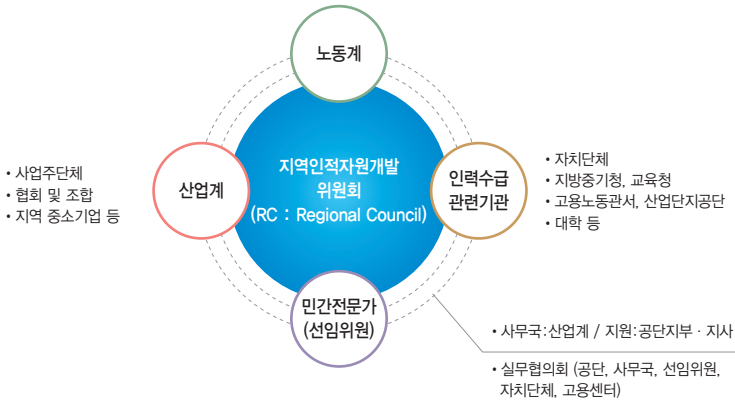 노동계
• 사업주단체
• 협회 및 조합
• 지역 중소기업 등
산업계
지역인적자원개발
위원회
(RC : Regional Council)
인력수급
관련기관
• 자치단체
• 지방중기청, 교육청
• 고용노동관서, 산업단지공단
• 대학 등
민간전문가
(선임위원)
• 사무국:산업계 / 지원:공단지부 · 지사
• 실무협의회 (공단, 사무국, 선임위원,
자치단체, 고용센터)